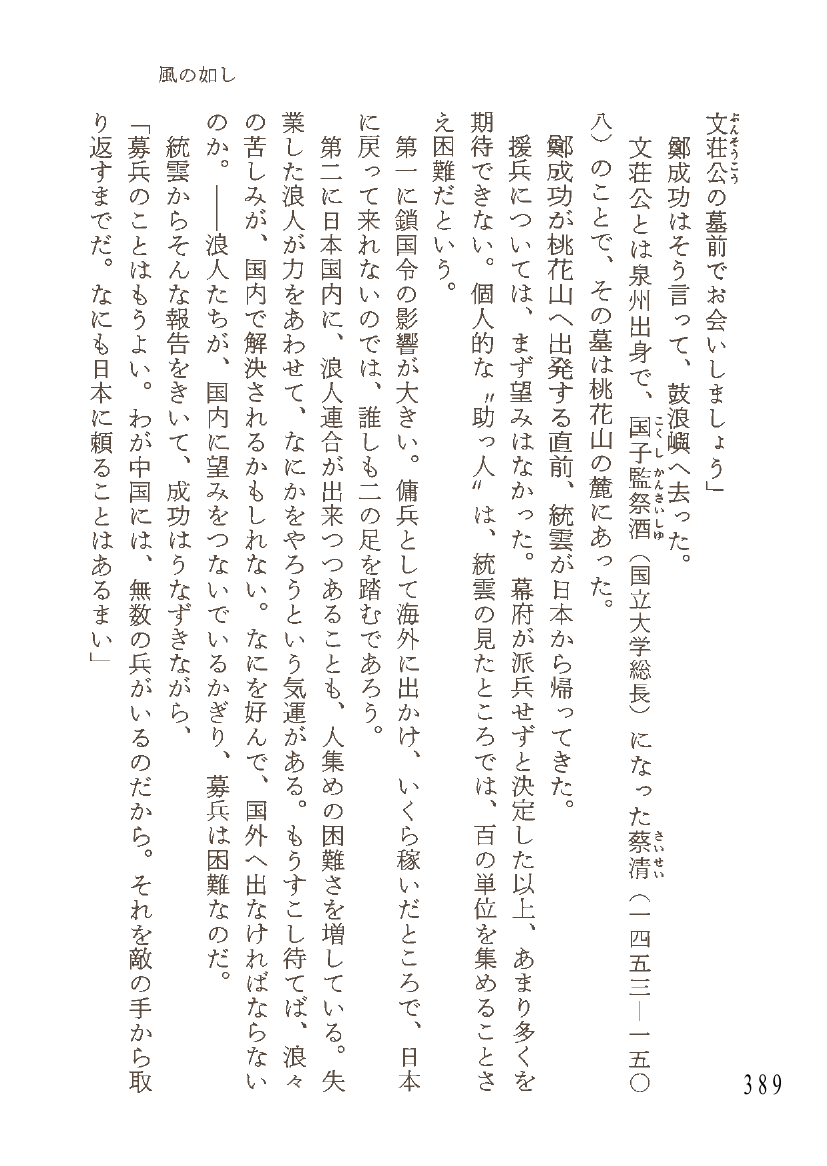 風の如し
文荘公の墓前でお会いしましょう」
鄭成功はそう言って、鼓浪嶼へ去った。
文荘公とは泉州出身で、国子監祭酒(国立大学総長)になった蔡清(一四五三―一五〇
八)のことで、その墓は桃花山の麓にあった。
鄭成功が桃花山へ出発する直前、統雲が日本から帰ってきた。
援兵については、まず望みはなかった。幕府が派兵せずと決定した以上、あまり多くを
期待できない。個人的な〝助っ人〟は、統雲の見たところでは、百の単位を集めることさ
え困難だという。
第一に鎖国令の影響が大きい。傭兵として海外に出かけ、いくら稼いだところで、日本
に戻って来れないのでは、誰しも二の足を踏むであろう。
第二に日本国内に、浪人連合が出来つつあることも、人集めの困難さを増している。失
業した浪人が力をあわせて、なにかをやろうという気運がある。もうすこし待てば、浪々
の苦しみが、国内で解決されるかもしれない。なにを好んで、国外へ出なければならない
のか。――浪人たちが、国内に望みをつないでいるかぎり、募兵は困難なのだ。
統雲からそんな報告をきいて、成功はうなずきながら、
「募兵のことはもうよい。わが中国には、無数の兵がいるのだから。それを敵の手から取
り返すまでだ。なにも日本に頼ることはあるまい」
389